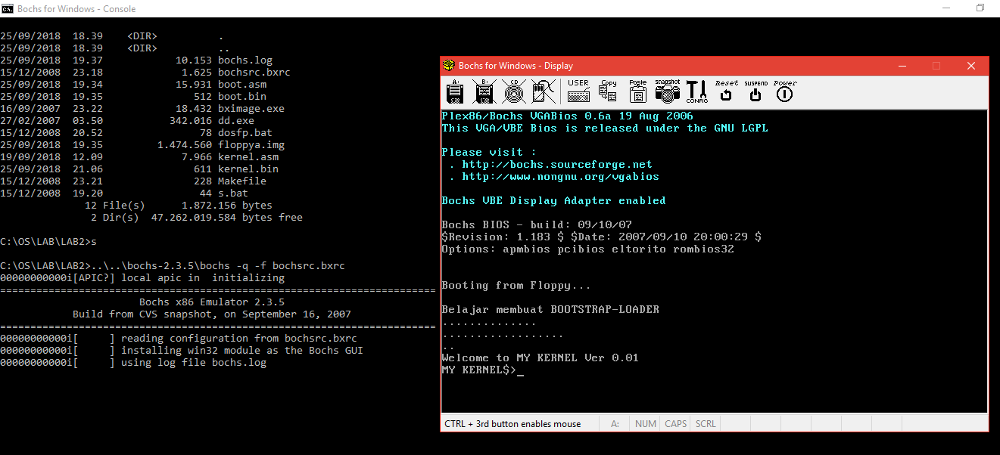 Bochs for Windows - Console
25/09/2018  18.39    <DIR>          .
25/09/2018  18.39    <DIR>          ..
25/09/2018  19.37            10.153 bochs.log
15/12/2008  23.18             1.625 bochsrc.bxrc
25/09/2018  19.34            15.931 boot.asm
25/09/2018  19.35               512 boot.bin
16/09/2007  23.22            18.432 bximage.exe
27/02/2007  03.50           342.016 dd.exe
15/12/2008  20.52                78 dosfp.bat
25/09/2018  19.35         1.474.560 floppya.img
19/09/2018  12.09             7.966 kernel.asm
25/09/2018  21.06               611 kernel.bin
15/12/2008  23.21               228 Makefile
15/12/2008  19.20                44 s.bat
12 File(s)      1.872.156 bytes
2 Dir(s)  47.262.019.584 bytes free
C:\OS\LAB\LAB2>s
C:\OS\LAB\LAB2>..\..\bochs-2.3.5\bochs -q -f bochsrc.bxrc
00000000000i[APIC?] local apic in  initializing
========================================================================
Bochs x86 Emulator 2.3.5
Build from CVS snapshot, on September 16, 2007
========================================================================
00000000000i[     ] reading configuration from bochsrc.bxrc
00000000000i[     ] installing win32 module as the Bochs GUI
00000000000i[     ] using log file bochs.log
Bochs for Windows - Display
A: B: CD USER Copy Paste snapshot CONFIG Reset SUSPEND Power
Plex86/Bochs VGABios 0.6a 19 Aug 2006
This VGA/VBE Bios is released under the GNU LGPL
Please visit :
. http://bochs.sourceforge.net
. http://www.nongnu.org/vgabios
Bochs VBE Display Adapter enabled
Bochs BIOS - build: 09/10/07
$Revision: 1.183 $ $Date: 2007/09/10 20:00:29 $
Options: apmbios pcibios eltorito rombios32
Booting from Floppy...
Belajar membuat BOOTSTRAP-LOADER
..............
..................
..
Welcome to MY KERNEL Ver 0.01
MY KERNEL$>_
CTRL + 3rd button enables mouse A: NUM CAPS SCRL